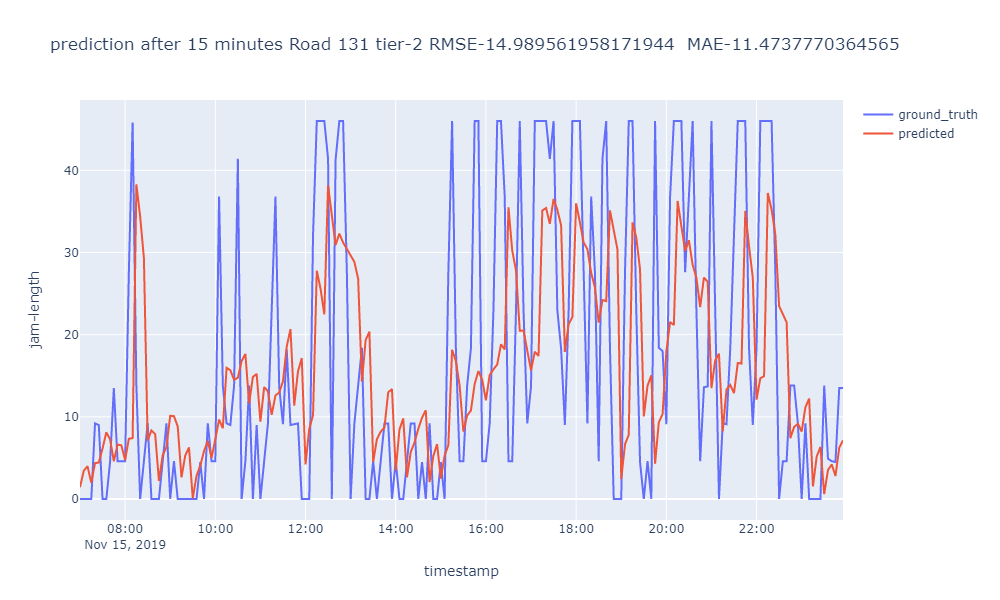 prediction after 15 minutes Road 131 tier-2 RMSE-14.989561958171944 MAE-11.4737770364565
ground_truth
predicted
40
30
20
10
0
jam-length
08:00 10:00 12:00 14:00 16:00 18:00 20:00 22:00
Nov 15, 2019
timestamp